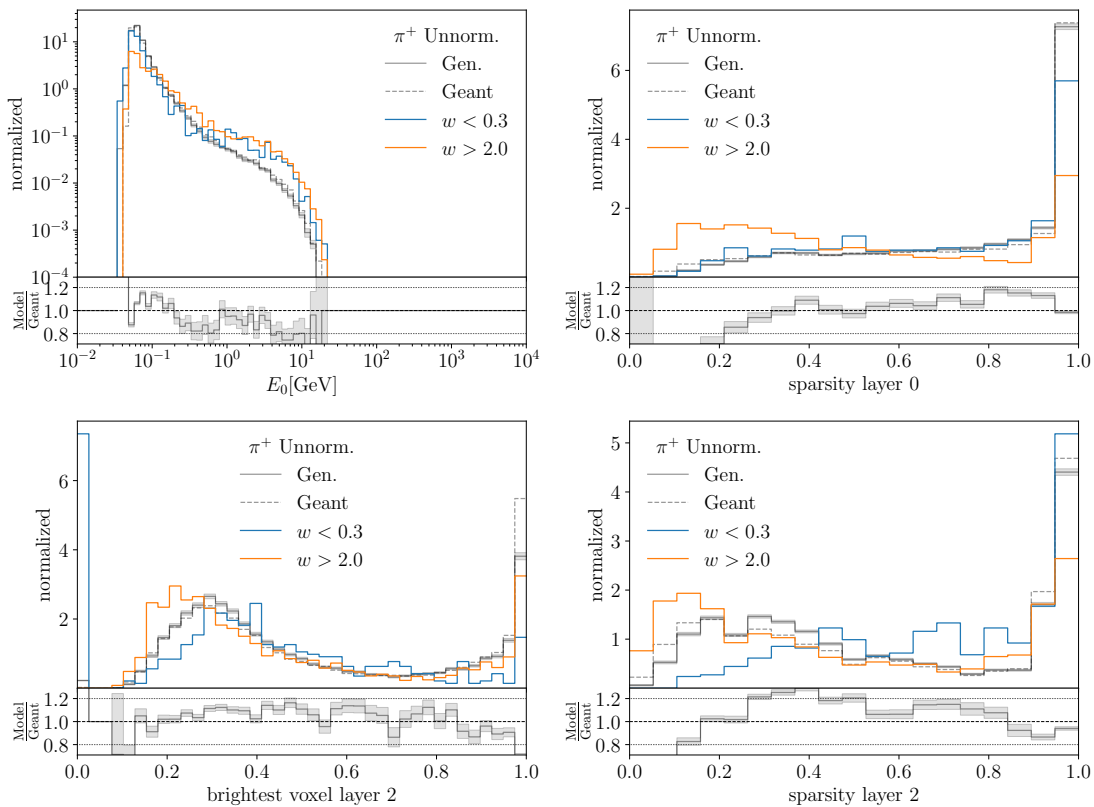 π⁺ Unnorm.
Gen.
Geant
w < 0.3
w > 2.0
normalized
10¹
10⁰
10⁻¹
10⁻²
10⁻³
10⁻⁴
Model
Geant
1.2
1.0
0.8
10⁻² 10⁻¹ 10⁰ 10¹ 10² 10³ 10⁴
E₀[GeV]
π⁺ Unnorm.
Gen.
Geant
w < 0.3
w > 2.0
normalized
6
4
2
Model
Geant
1.2
1.0
0.8
0.0 0.2 0.4 0.6 0.8 1.0
sparsity layer 0
π⁺ Unnorm.
Gen.
Geant
w < 0.3
w > 2.0
normalized
6
4
2
Model
Geant
1.2
1.0
0.8
0.0 0.2 0.4 0.6 0.8 1.0
brightest voxel layer 2
π⁺ Unnorm.
Gen.
Geant
w < 0.3
w > 2.0
normalized
5
4
3
2
1
Model
Geant
1.2
1.0
0.8
0.0 0.2 0.4 0.6 0.8 1.0
sparsity layer 2